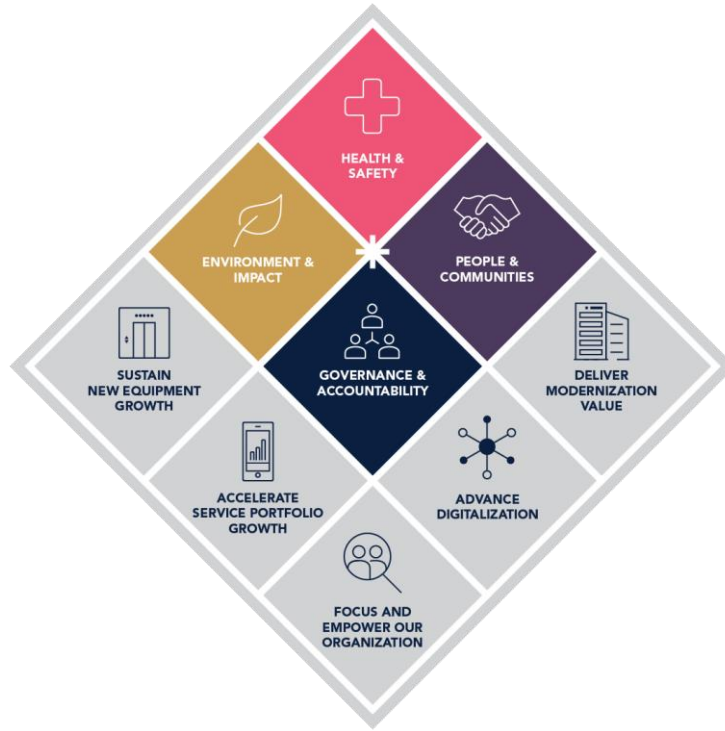 HEALTH &
SAFETY
ENVIRONMENT &
IMPACT
PEOPLE &
COMMUNITIES
SUSTAIN
NEW EQUIPMENT
GROWTH
GOVERNANCE &
ACCOUNTABILITY
DELIVER
MODERNIZATION
VALUE
ACCELERATE
SERVICE PORTFOLIO
GROWTH
ADVANCE
DIGITALIZATION
FOCUS AND
EMPOWER OUR
ORGANIZATION